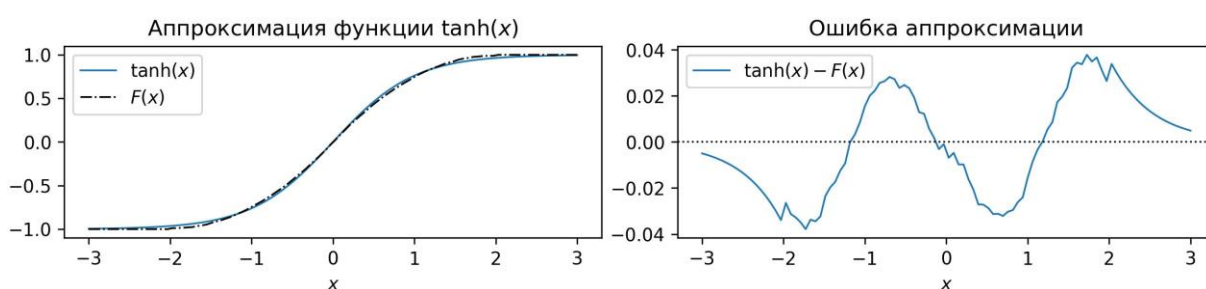 Аппроксимация функции tanh(x)
1.0
0.5
0.0
−0.5
−1.0
tanh(x)
F(x)
−3 −2 −1 0 1 2 3
x
Ошибка аппроксимации
0.04
0.02
0.00
−0.02
−0.04
tanh(x) − F(x)
−3 −2 −1 0 1 2 3
x